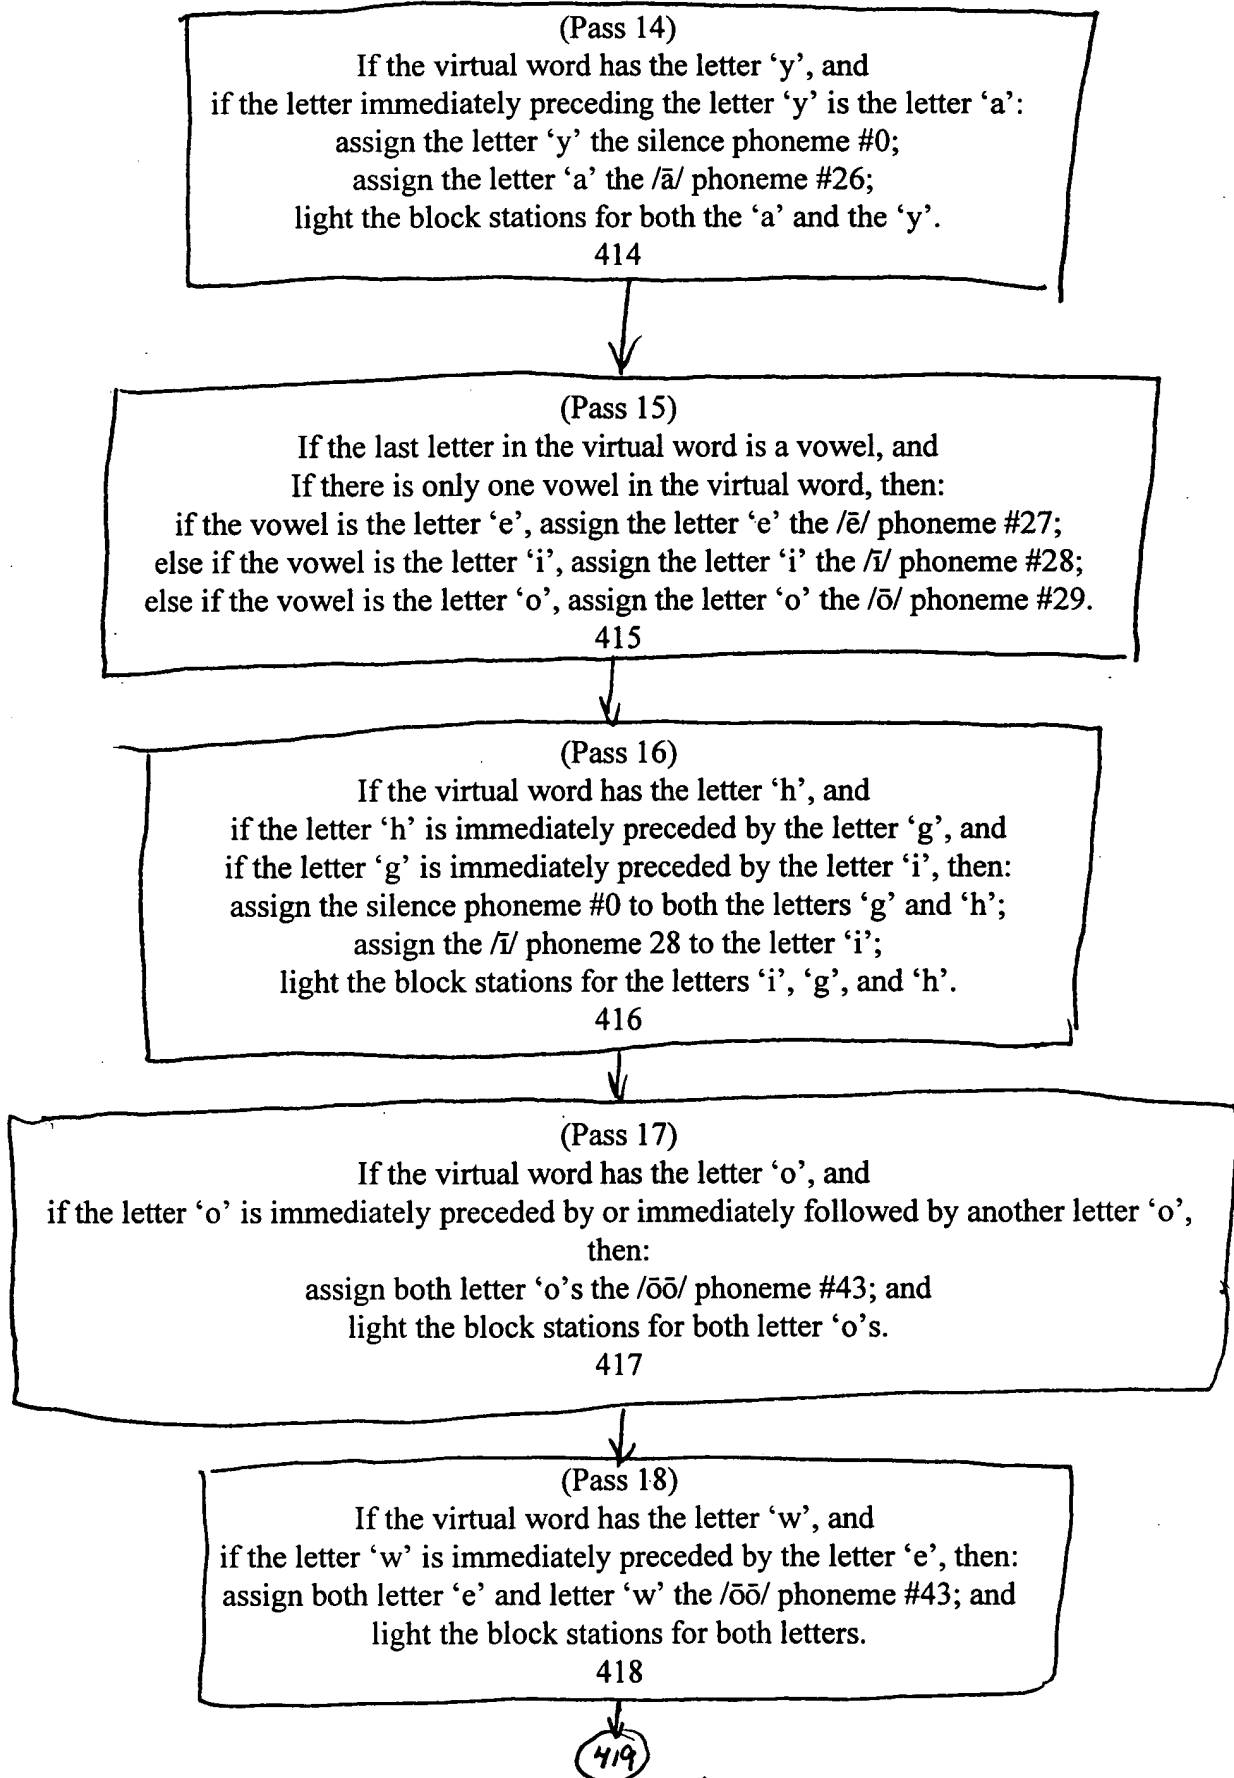 (Pass 14)
If the virtual word has the letter ‘y’, and
if the letter immediately preceding the letter ‘y’ is the letter ‘a’:
assign the letter ‘y’ the silence phoneme #0;
assign the letter ‘a’ the /ā/ phoneme #26;
light the block stations for both the ‘a’ and the ‘y’.
414
(Pass 15)
If the last letter in the virtual word is a vowel, and
If there is only one vowel in the virtual word, then:
if the vowel is the letter ‘e’, assign the letter ‘e’ the /ē/ phoneme #27;
else if the vowel is the letter ‘i’, assign the letter ‘i’ the /ī/ phoneme #28;
else if the vowel is the letter ‘o’, assign the letter ‘o’ the /ō/ phoneme #29.
415
(Pass 16)
If the virtual word has the letter ‘h’, and
if the letter ‘h’ is immediately preceded by the letter ‘g’, and
if the letter ‘g’ is immediately preceded by the letter ‘i’, then:
assign the silence phoneme #0 to both the letters ‘g’ and ‘h’;
assign the /ī/ phoneme 28 to the letter ‘i’;
light the block stations for the letters ‘i’, ‘g’, and ‘h’.
416
(Pass 17)
If the virtual word has the letter ‘o’, and
if the letter ‘o’ is immediately preceded by or immediately followed by another letter ‘o’,
then:
assign both letter ‘o’s the /ōō/ phoneme #43; and
light the block stations for both letter ‘o’s.
417
(Pass 18)
If the virtual word has the letter ‘w’, and
if the letter ‘w’ is immediately preceded by the letter ‘e’, then:
assign both letter ‘e’ and letter ‘w’ the /ōō/ phoneme #43; and
light the block stations for both letters.
418
419